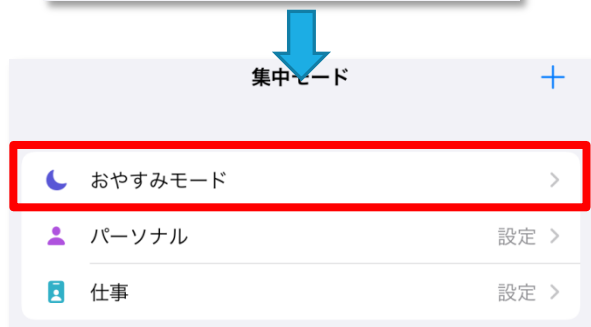 集中モード
おやすみモード
パーソナル 設定
仕事 設定